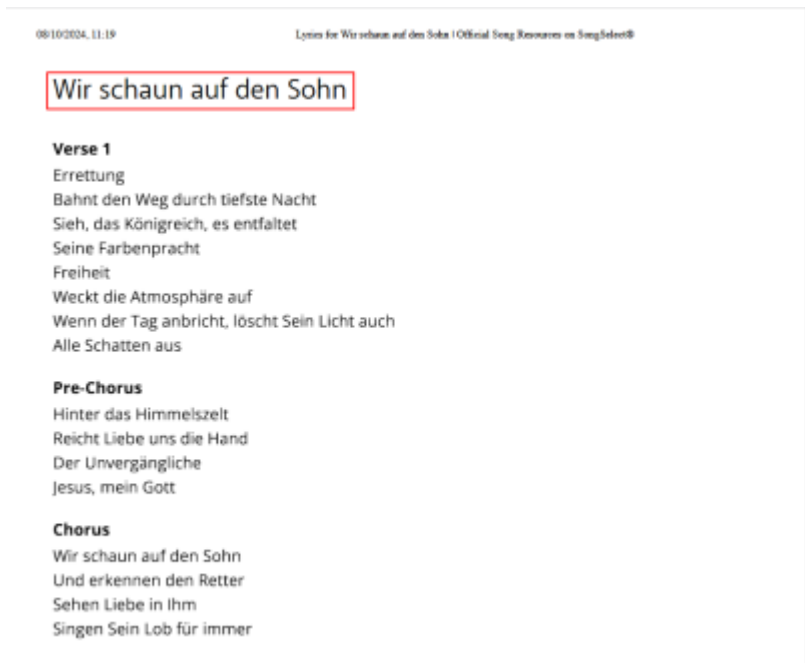 08/10/2024, 11:19 Lyrics for Wir schaun auf den Sohn | Official Song Resources on SongSelect®
Wir schaun auf den Sohn
Verse 1
Errettung
Bahnt den Weg durch tiefste Nacht
Sieh, das Königreich, es entfaltet
Seine Farbenpracht
Freiheit
Weckt die Atmosphäre auf
Wenn der Tag anbricht, löscht Sein Licht auch
Alle Schatten aus
Pre-Chorus
Hinter das Himmelszelt
Reicht Liebe uns die Hand
Der Unvergängliche
Jesus, mein Gott
Chorus
Wir schaun auf den Sohn
Und erkennen den Retter
Sehen Liebe in Ihm
Singen Sein Lob für immer